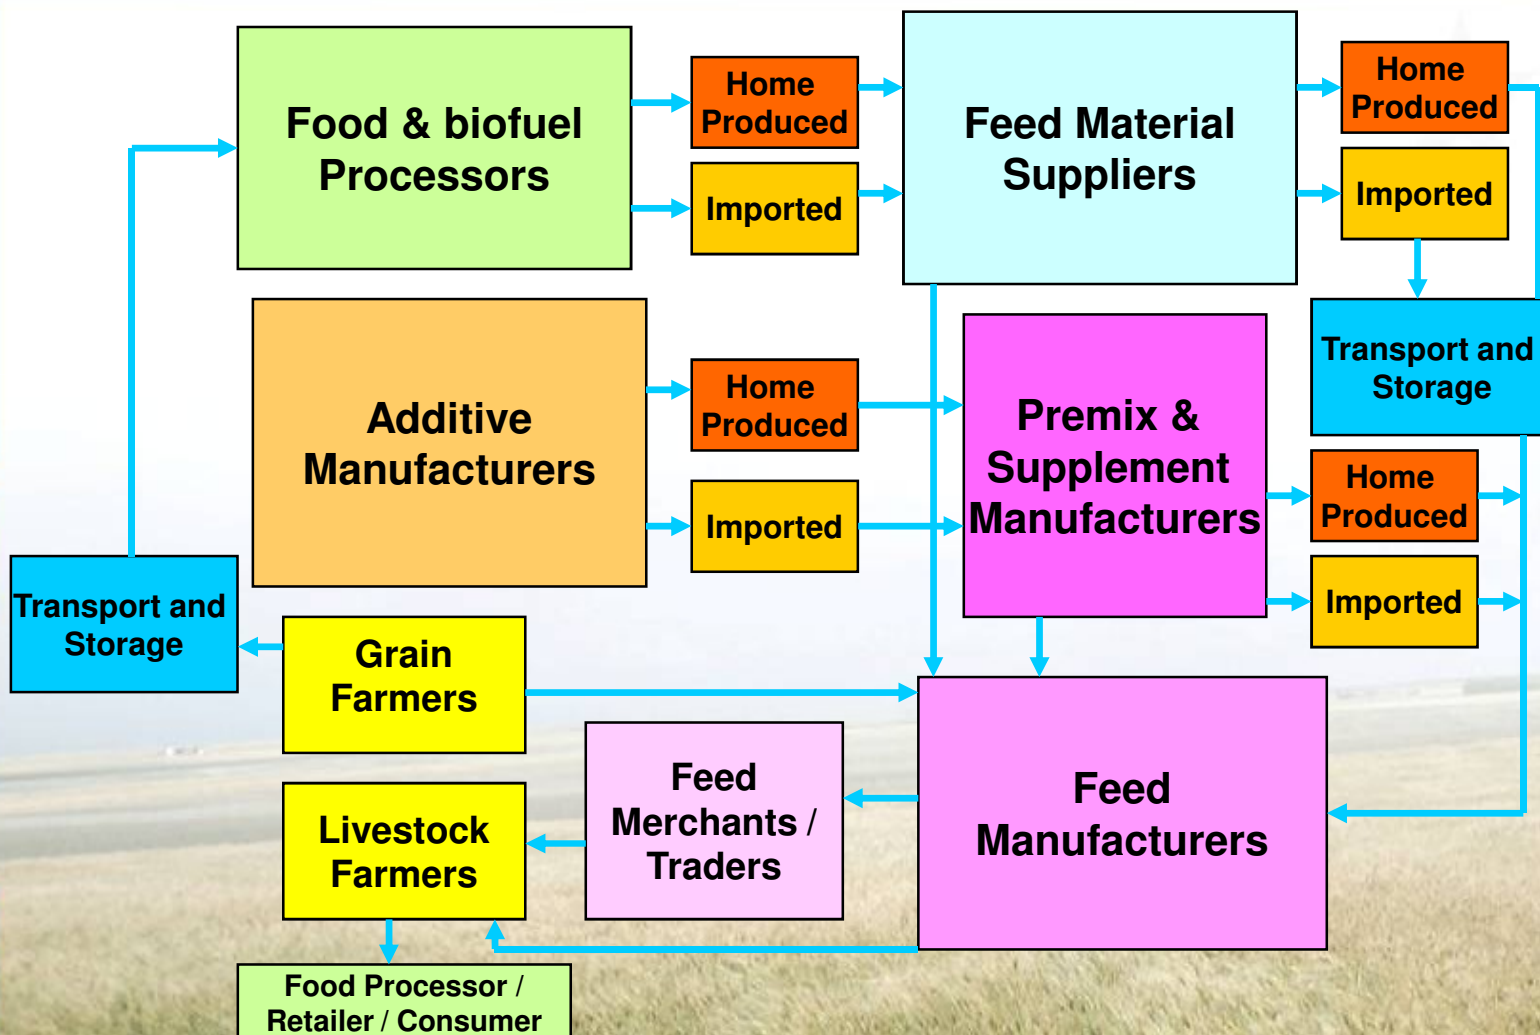 Food & biofuel
Processors
Home
Produced
Imported
Feed Material
Suppliers
Home
Produced
Imported
Transport and
Storage
Additive
Manufacturers
Home
Produced
Imported
Premix &
Supplement
Manufacturers
Home
Produced
Imported
Transport and
Storage
Grain
Farmers
Livestock
Farmers
Feed
Merchants /
Traders
Feed
Manufacturers
Food Processor /
Retailer / Consumer